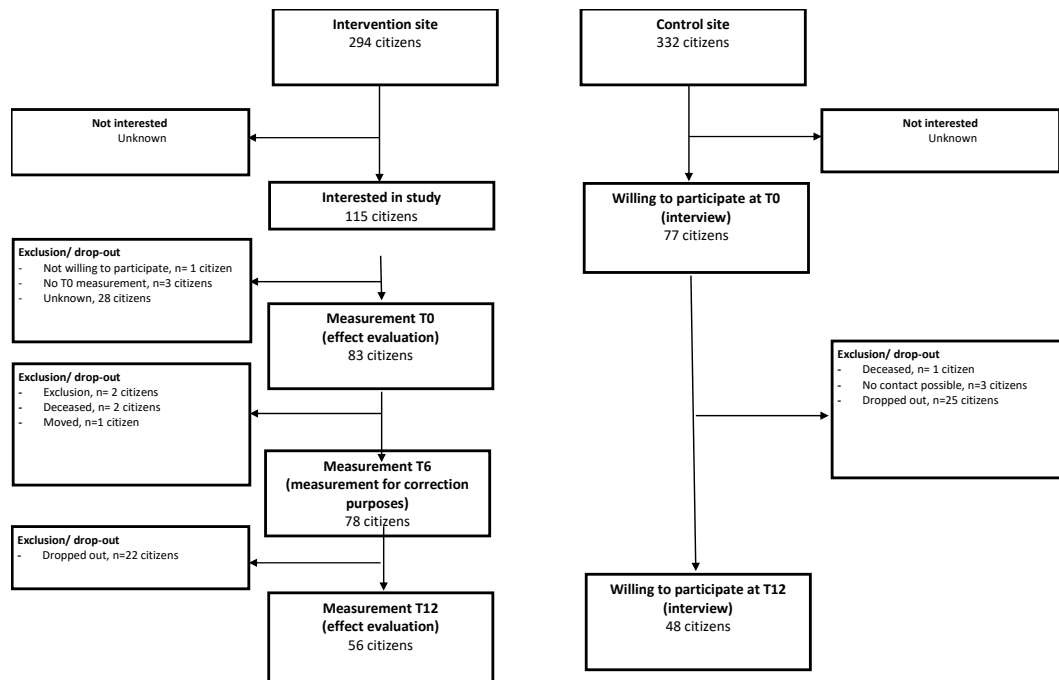 Intervention site
294 citizens
Control site
332 citizens
Not interested
Unknown
Not interested
Unknown
Interested in study
115 citizens
Willing to participate at T0
(interview)
77 citizens
Exclusion/ drop-out
- Not willing to participate, n= 1 citizen
- No T0 measurement, n=3 citizens
- Unknown, 28 citizens
Measurement T0
(effect evaluation)
83 citizens
Exclusion/ drop-out
- Deceased, n= 1 citizen
- No contact possible, n=3 citizens
- Dropped out, n=25 citizens
Exclusion/ drop-out
- Exclusion, n= 2 citizens
- Deceased, n= 2 citizens
- Moved, n=1 citizen
Measurement T6
(measurement for correction
purposes)
78 citizens
Exclusion/ drop-out
- Dropped out, n=22 citizens
Measurement T12
(effect evaluation)
56 citizens
Willing to participate at T12
(interview)
48 citizens